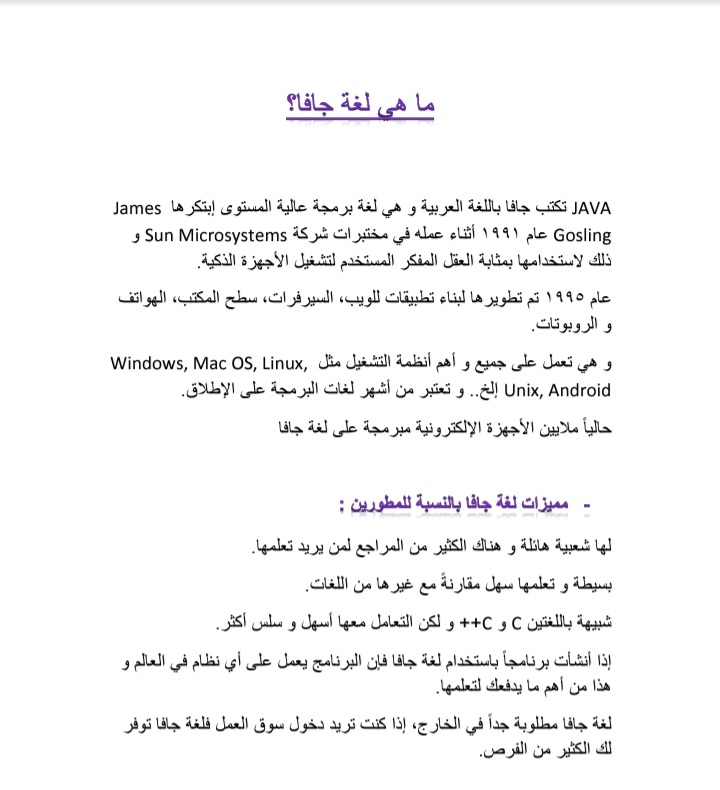 ما هي لغة جافا؟
JAVA تكتب جافا باللغة العربية و هي لغة برمجة عالية المستوى إبتكرها James
Gosling عام ١٩٩١ أثناء عمله في مختبرات شركة Sun Microsystems و
ذلك لاستخدامها بمثابة العقل المفكر المستخدم لتشغيل الأجهزة الذكية.
عام ١٩٩٥ تم تطويرها لبناء تطبيقات للويب، السيرفرات، سطح المكتب، الهواتف
و الروبوتات.
و هي تعمل على جميع و أهم أنظمة التشغيل مثل Windows, Mac OS, Linux,
Unix, Android إلخ.. و تعتبر من أشهر لغات البرمجة على الإطلاق.
حالياً ملايين الأجهزة الإلكترونية مبرمجة على لغة جافا
- مميزات لغة جافا بالنسبة للمطورين :
لها شعبية هائلة و هناك الكثير من المراجع لمن يريد تعلمها.
بسيطة و تعلمها سهل مقارنةً مع غيرها من اللغات.
شبيهة باللغتين C و C++ و لكن التعامل معها أسهل و سلس أكثر.
إذا أنشأت برنامجاً باستخدام لغة جافا فإن البرنامج يعمل على أي نظام في العالم و
هذا من أهم ما يدفعك لتعلمها.
لغة جافا مطلوبة جداً في الخارج، إذا كنت تريد دخول سوق العمل فلغة جافا توفر
لك الكثير من الفرص.